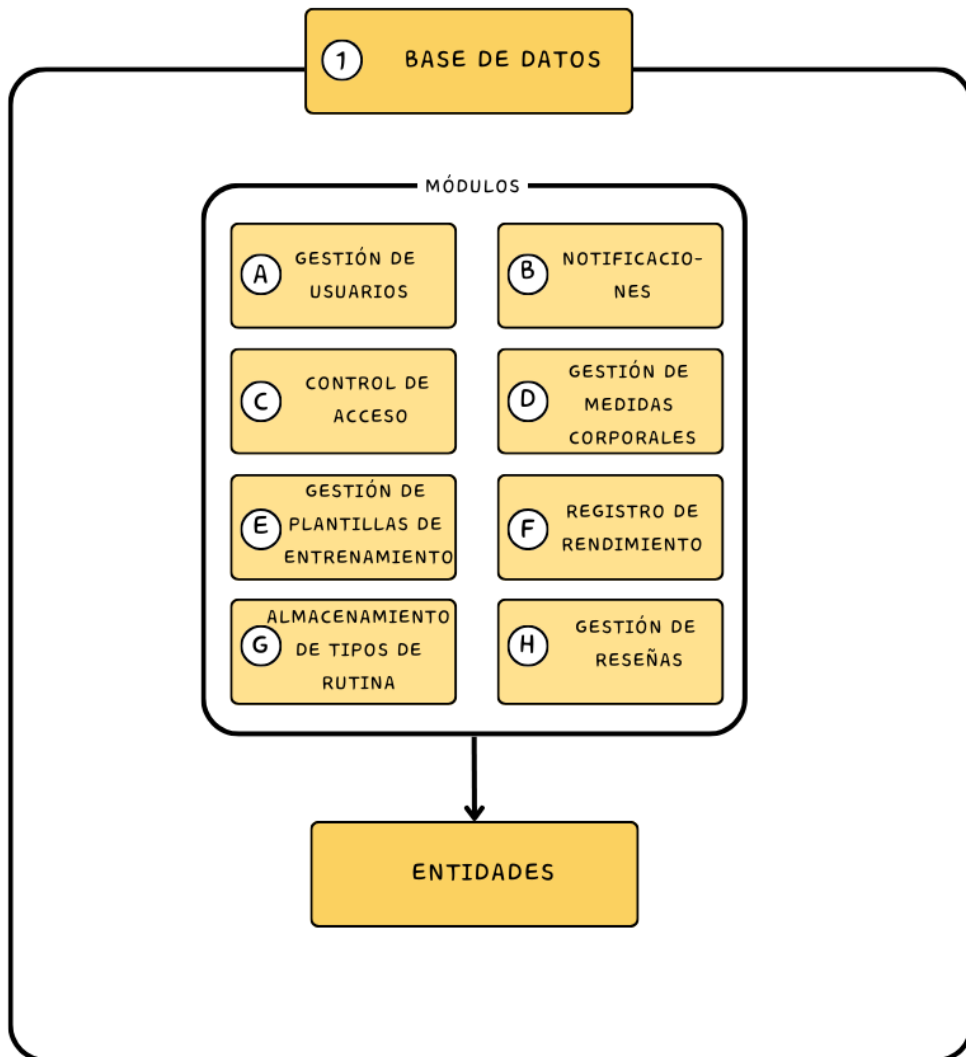 1 BASE DE DATOS
MÓDULOS
A GESTIÓN DE
USUARIOS
B NOTIFICACIO-
NES
C CONTROL DE
ACCESO
D GESTIÓN DE
MEDIDAS
CORPORALES
E GESTIÓN DE
PLANTILLAS DE
ENTRENAMIENTO
F REGISTRO DE
RENDIMIENTO
G ALMACENAMIENTO
DE TIPOS DE
RUTINA
H GESTIÓN DE
RESEÑAS
ENTIDADES